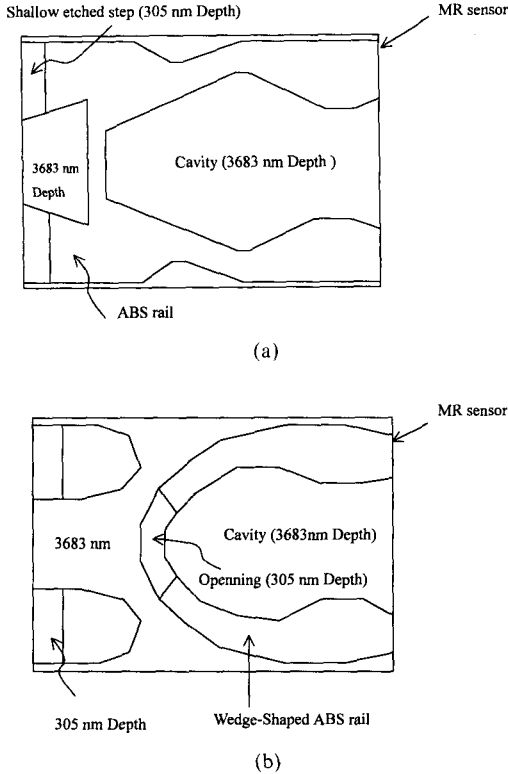 Shallow etched step (305 nm Depth)
MR sensor
3683 nm
Depth
Cavity (3683 nm Depth )
ABS rail
(a)
MR sensor
3683 nm
Cavity (3683nm Depth)
Openning (305 nm Depth)
305 nm Depth
Wedge-Shaped ABS rail
(b)